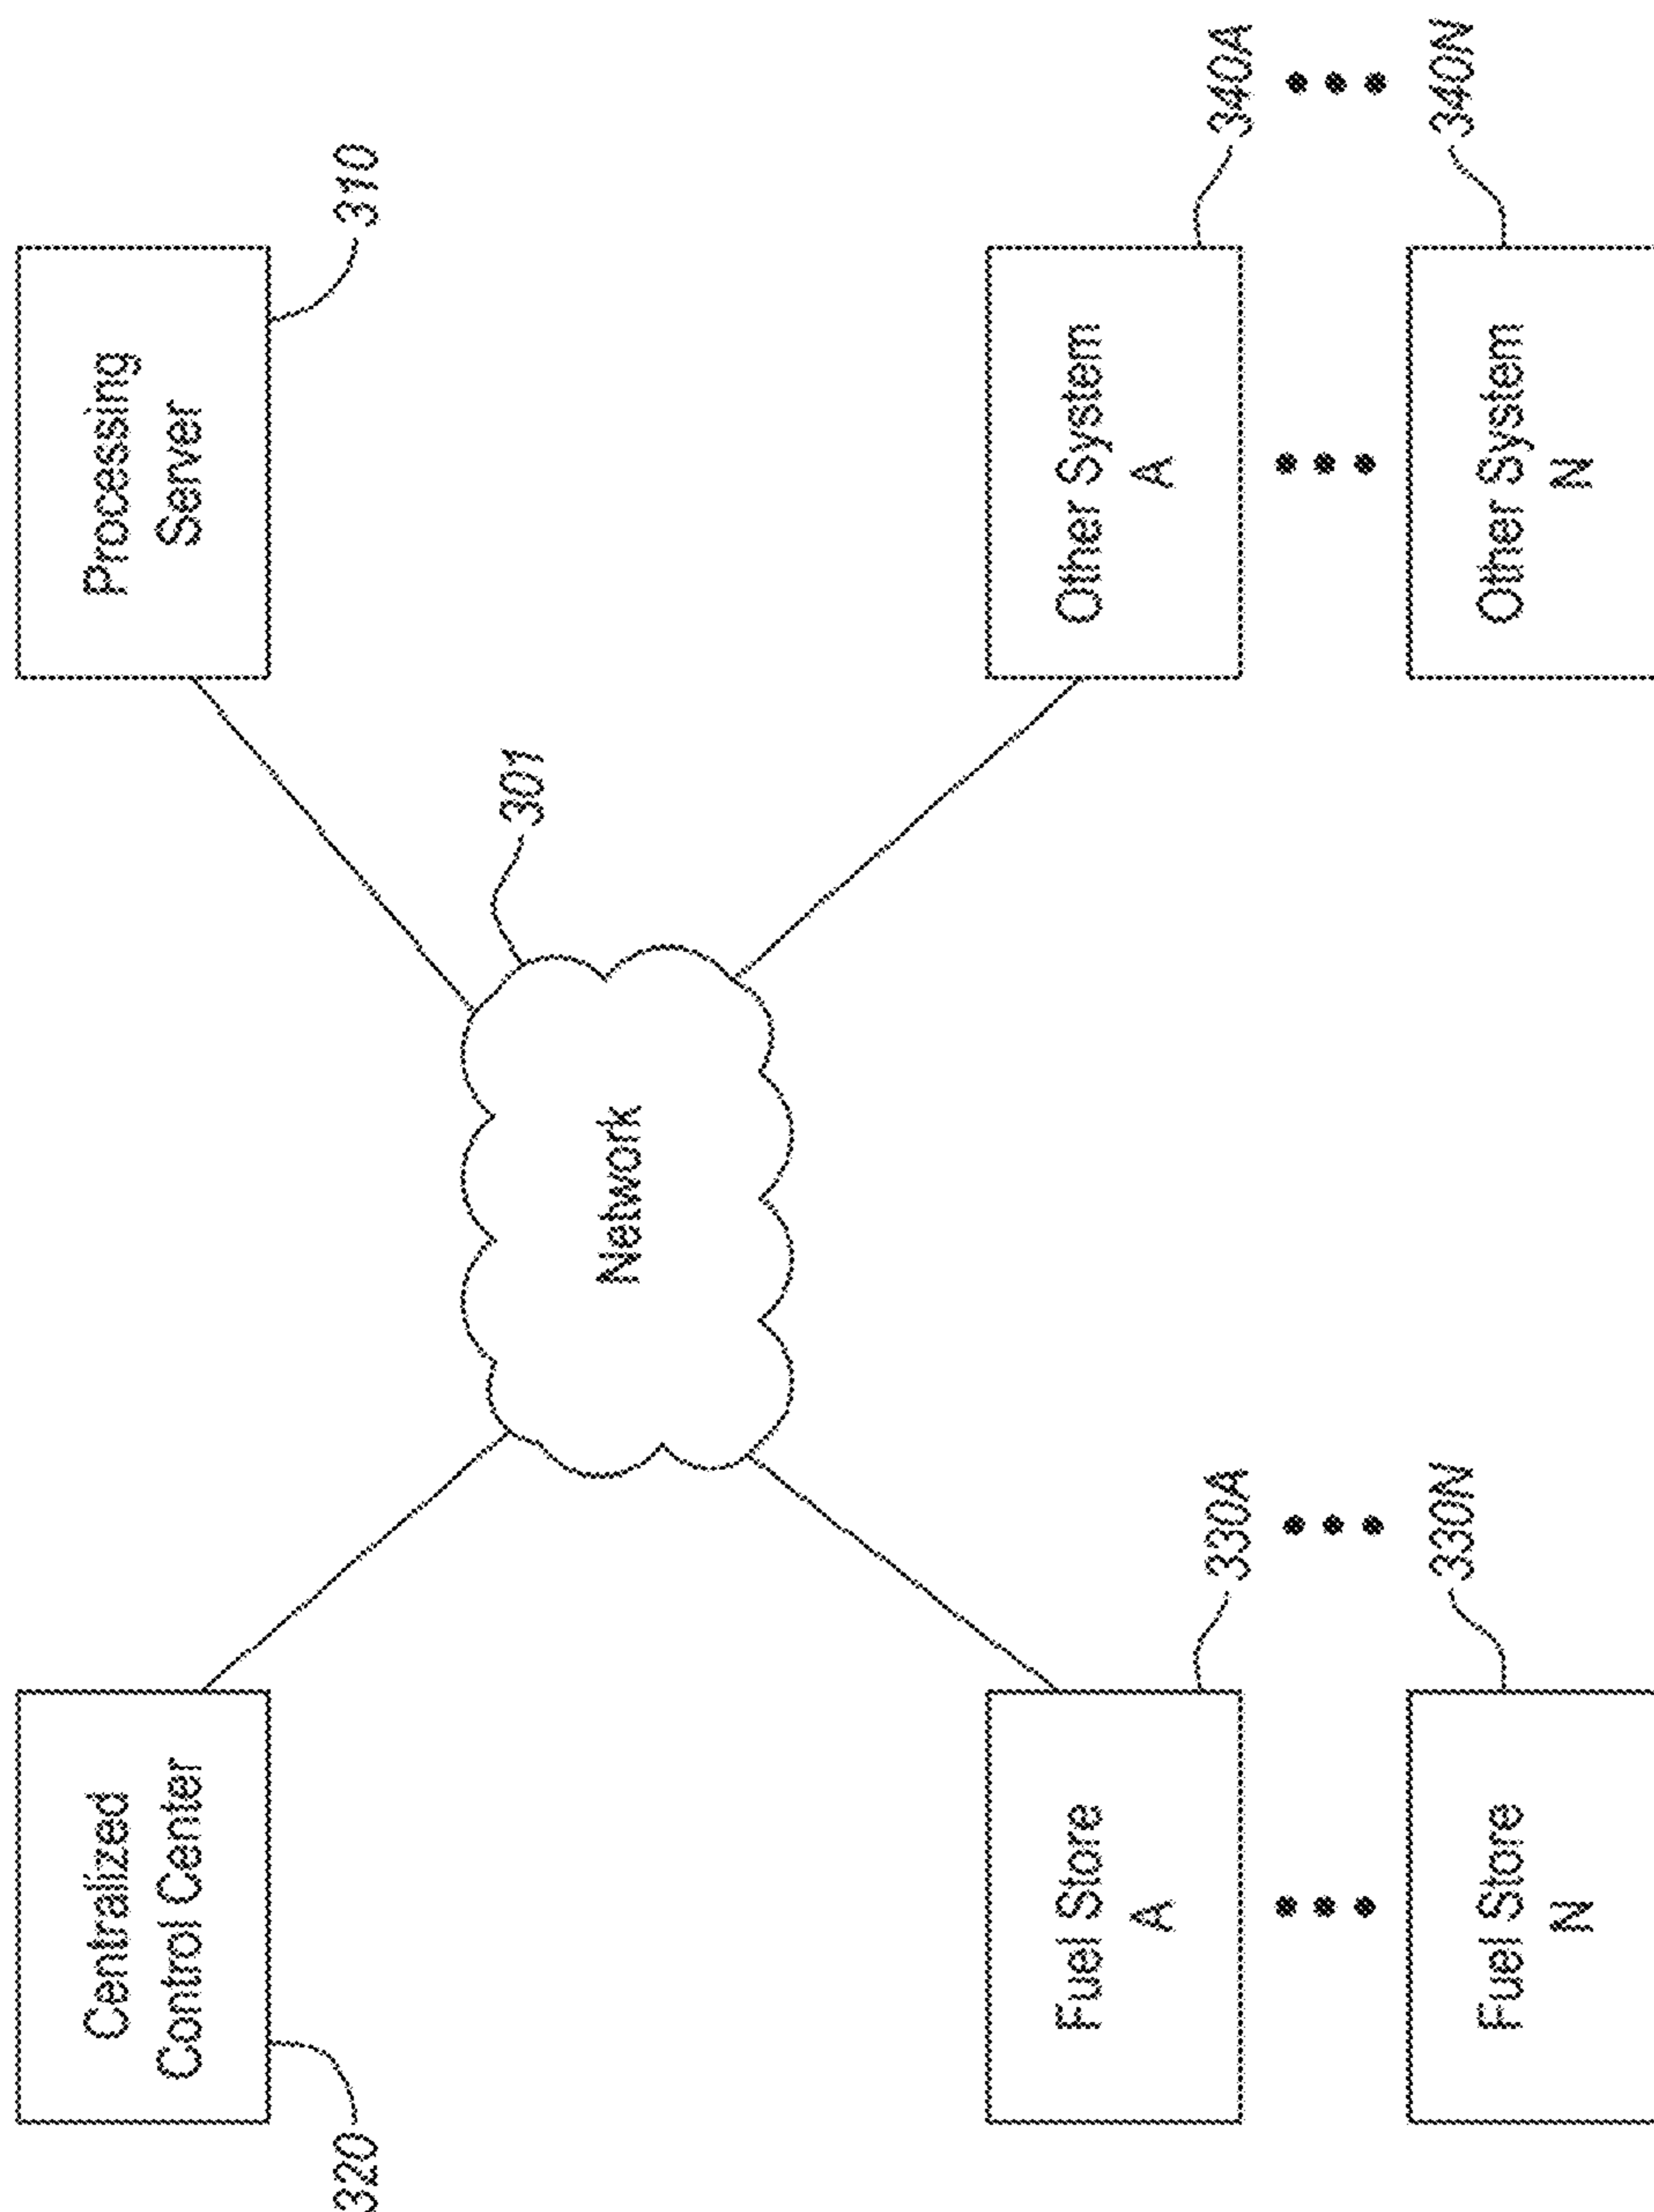 Centralized
Control Center
320
Processing
Server
310
301
Network
Fuel Store
A
330A
Fuel Store
N
330N
Other System
A
340A
Other System
N
340N